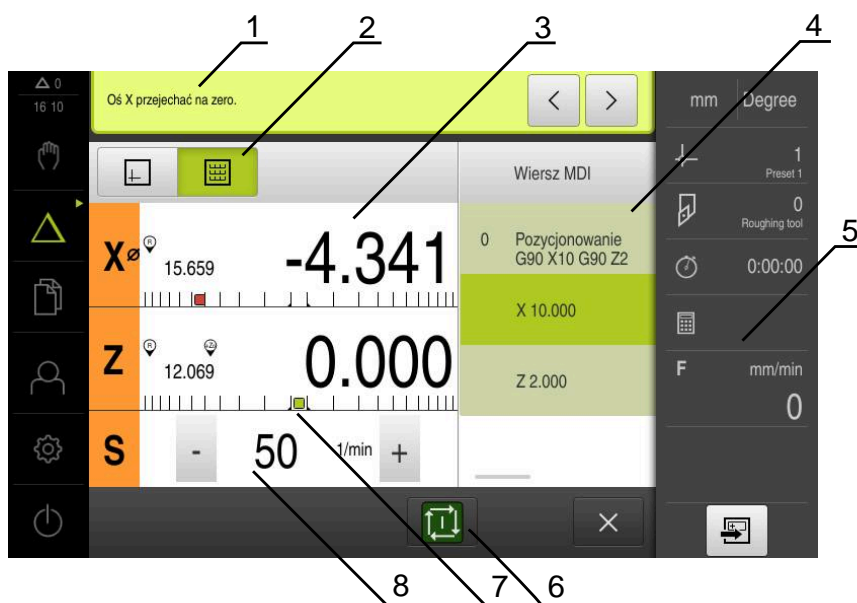 1 2 3 4
0
16 10
Oś X przejechać na zero.
< >
mm Degree
Wiersz MDI
1
Preset 1
0
Roughing tool
5
X⌀ R 15.659 -4.341
0 Pozycjonowanie
G90 X10 G90 Z2
0:00:00
X 10.000
Z R 12.069 0.000
Z 2.000
F mm/min
0
S - 50 1/min +
8 7 6